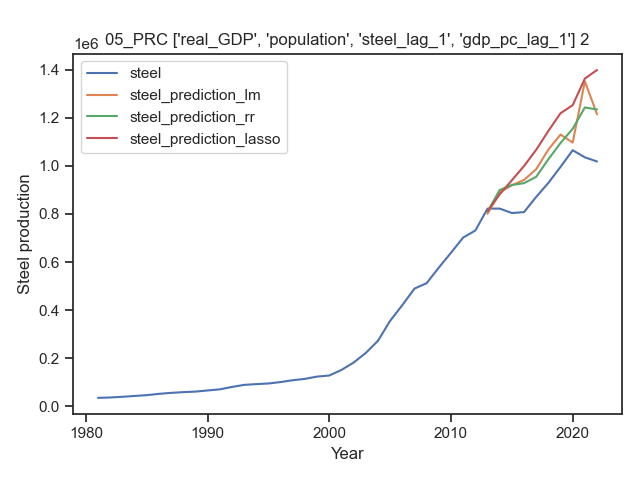 05_PRC ['real_GDP', 'population', 'steel_lag_1', 'gdp_pc_lag_1'] 2
1e6
steel
steel_prediction_lm
steel_prediction_rr
steel_prediction_lasso
1.4
1.2
1.0
0.8
0.6
0.4
0.2
0.0
Steel production
1980
1990
2000
2010
2020
Year